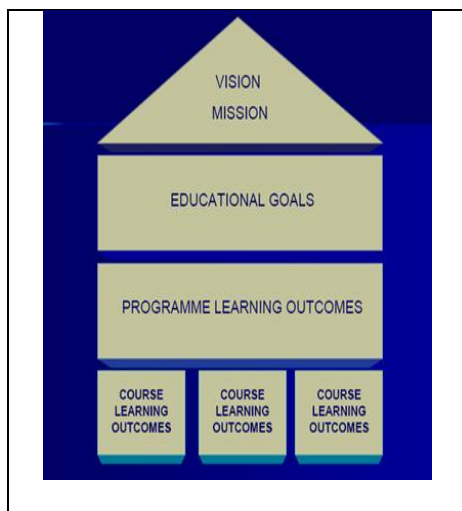 VISION
MISSION
EDUCATIONAL GOALS
PROGRAMME LEARNING OUTCOMES
COURSE
LEARNING
OUTCOMES
COURSE
LEARNING
OUTCOMES
COURSE
LEARNING
OUTCOMES